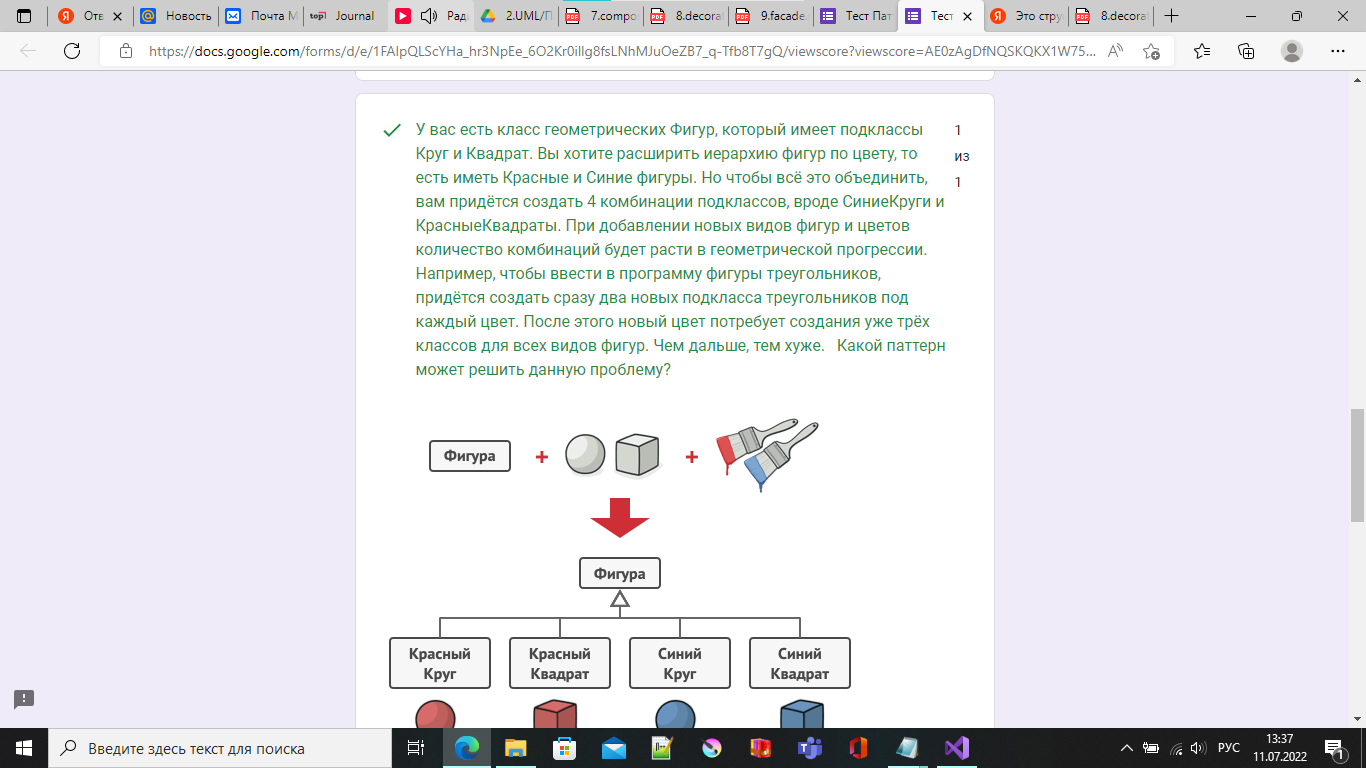 Отв
Новость
Почта M
top Journal
Ради
2.UML/П
7.compo
8.decorat
9.facade.
Тест Пат
Тест
Это стру
8.decorat
https://docs.google.com/forms/d/e/1FAIpQLScYHa_hr3NpEe_6O2Kr0iIlg8fsLNhMJuOeZB7_q-Tfb8T7gQ/viewscore?viewscore=AE0zAgDfNQSKQKX1W75...
У вас есть класс геометрических Фигур, который имеет подклассы
Круг и Квадрат. Вы хотите расширить иерархию фигур по цвету, то
есть иметь Красные и Синие фигуры. Но чтобы всё это объединить,
вам придётся создать 4 комбинации подклассов, вроде СиниеКруги и
КрасныеКвадраты. При добавлении новых видов фигур и цветов
количество комбинаций будет расти в геометрической прогрессии.
Например, чтобы ввести в программу фигуры треугольников,
придётся создать сразу два новых подкласса треугольников под
каждый цвет. После этого новый цвет потребует создания уже трёх
классов для всех видов фигур. Чем дальше, тем хуже. Какой паттерн
может решить данную проблему?
1
из
1
Фигура
+
+
Фигура
Красный
Круг
Красный
Квадрат
Синий
Круг
Синий
Квадрат
Введите здесь текст для поиска
РУС
13:37
11.07.2022
1